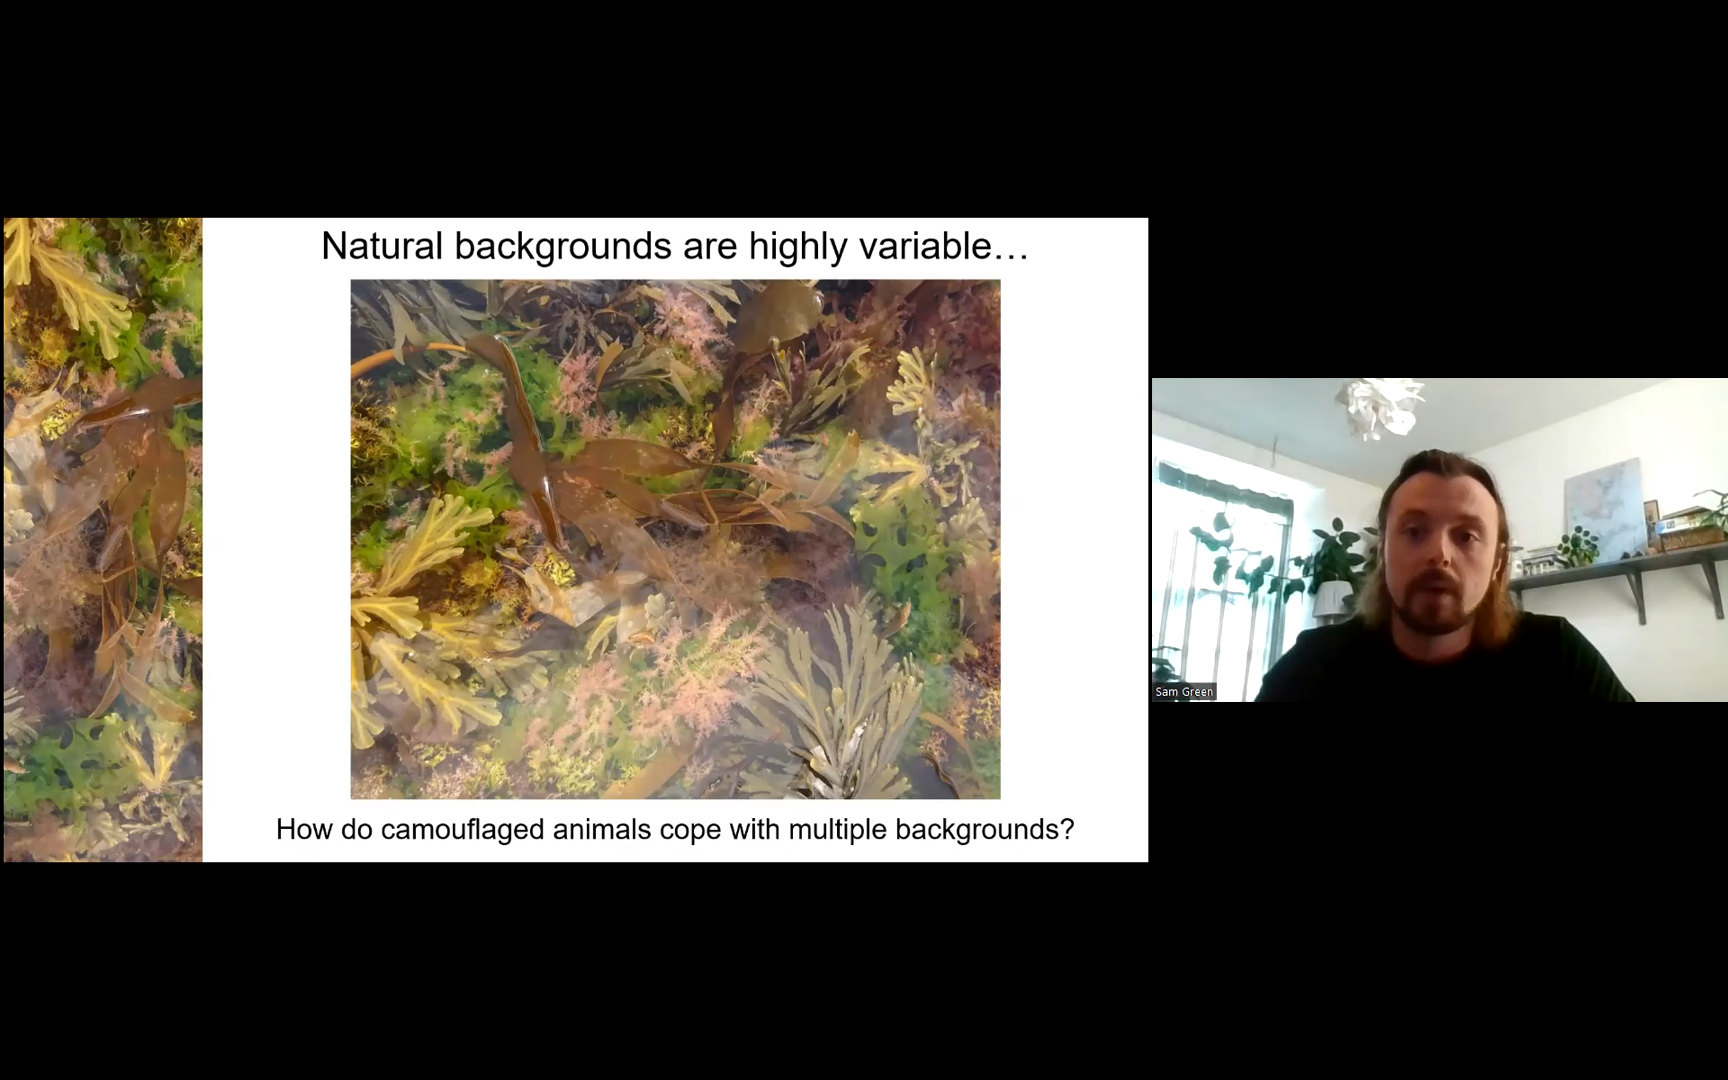 Natural backgrounds are highly variable…
How do camouflaged animals cope with multiple backgrounds?
Sam Green